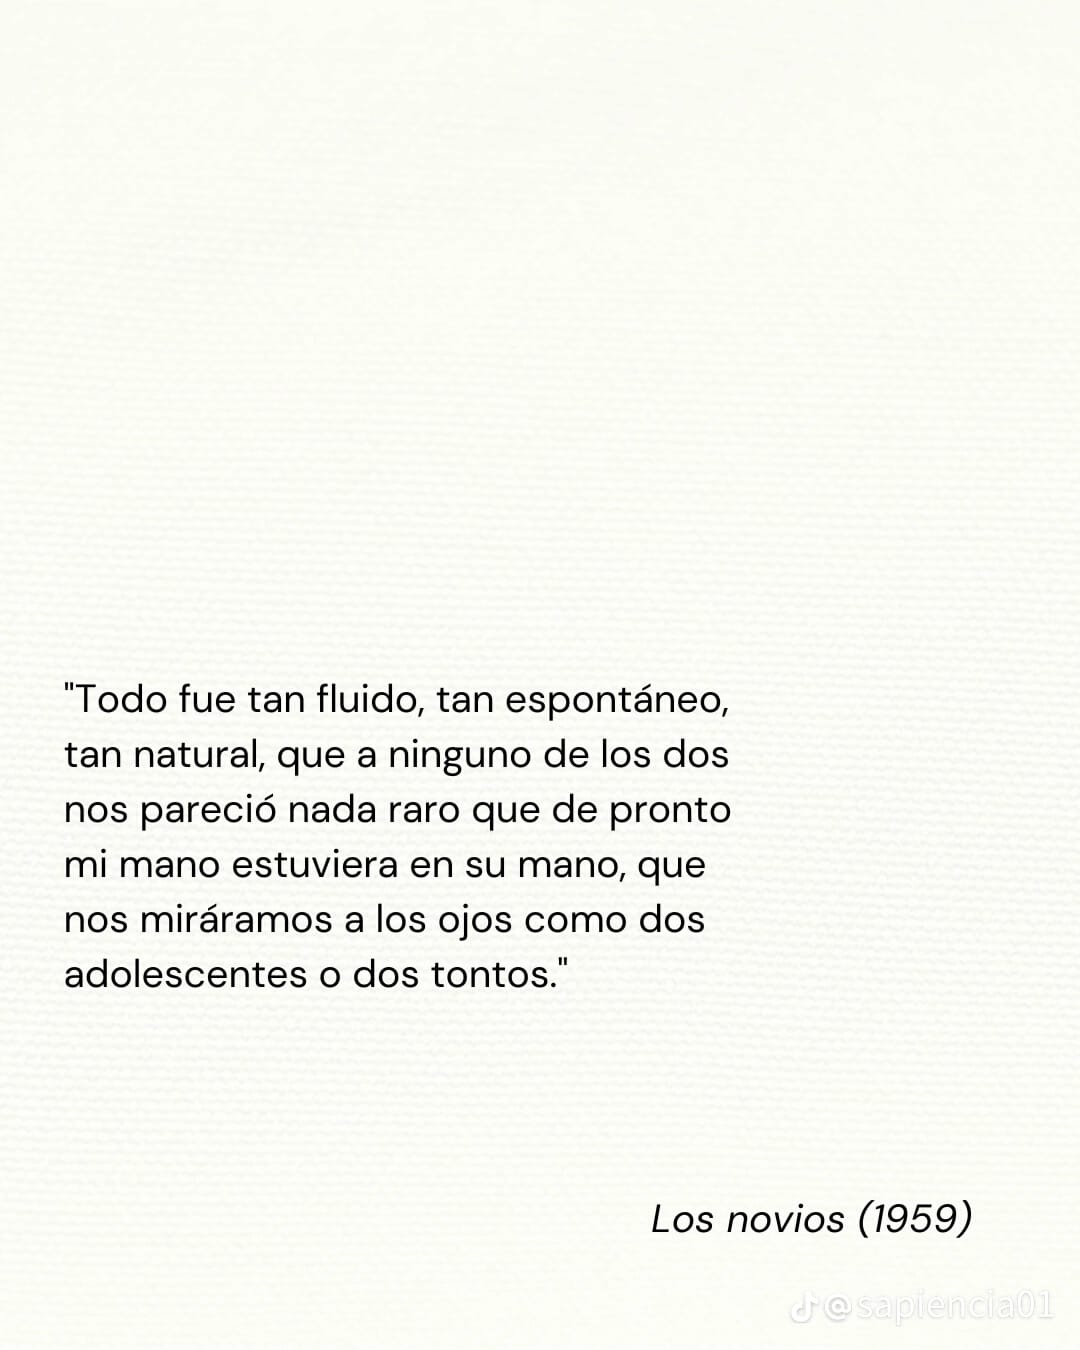 "Todo fue tan fluido, tan espontáneo,
tan natural, que a ninguno de los dos
nos pareció nada raro que de pronto
mi mano estuviera en su mano, que
nos miráramos a los ojos como dos
adolescentes o dos tontos."
Los novios (1959)
@sapiencia01